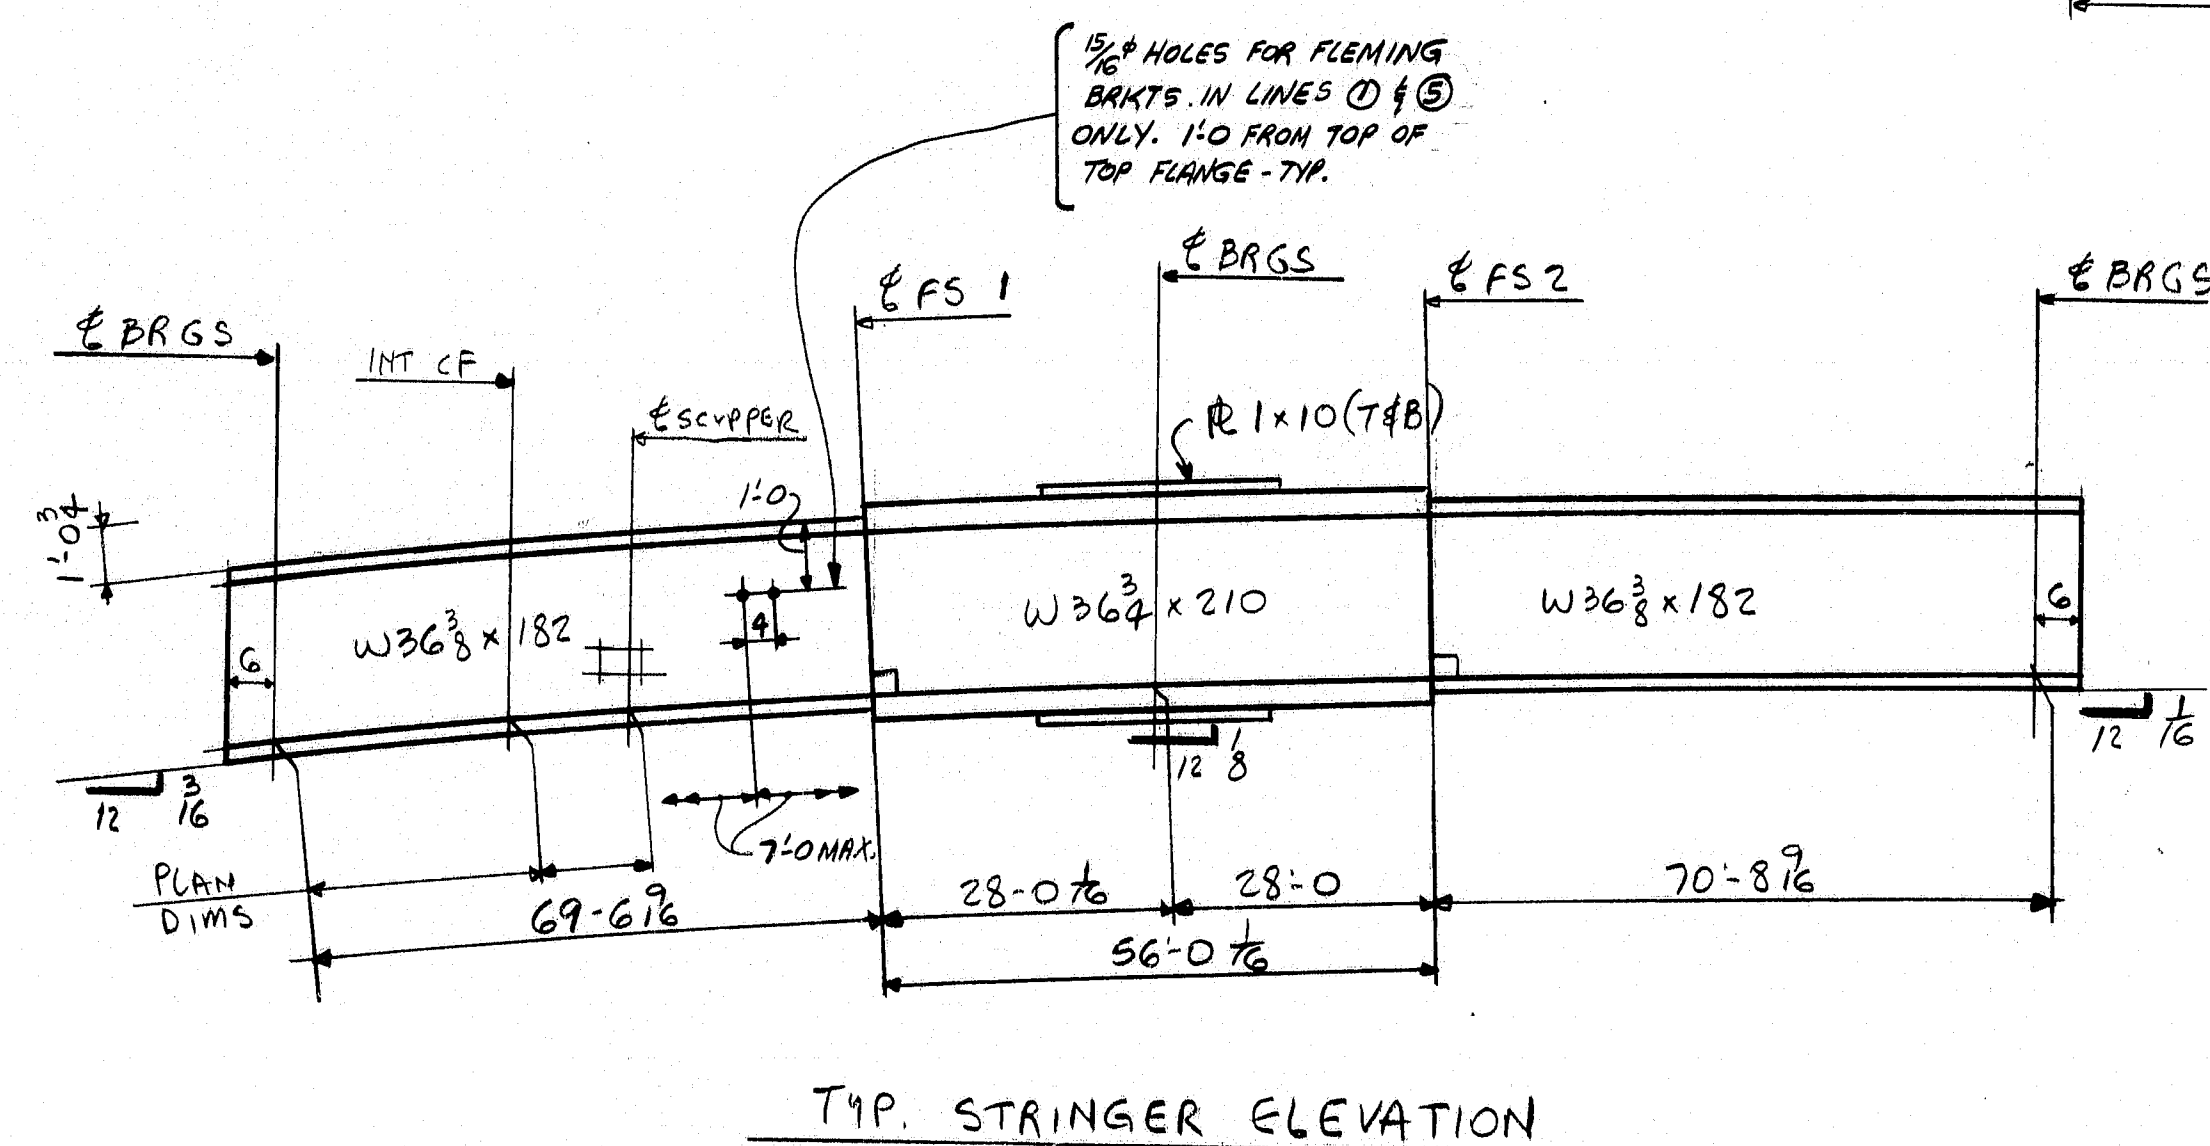 15/16 φ HOLES FOR FLEMING
BRKTS. IN LINES ① & ⑤
ONLY. 1'-0 FROM TOP OF
TOP FLANGE - TYP.
℄ BRGS
INT CF
℄ SCUPPER
℄ FS 1
℄ BRGS
℄ FS 2
℄ BRGS
PL 1 x 10 (T&B)
1'-0 3/4
1'-0
6
W36 3/8 x 182
4
W36 3/4 x 210
W36 3/8 x 182
6
12 3/16
12 1/8
12 1/16
7'-0 MAX.
PLAN
DIMS
69-6 9/16
28-0 1/16
28'-0
70'-8 9/16
56'-0 1/16
TYP. STRINGER ELEVATION